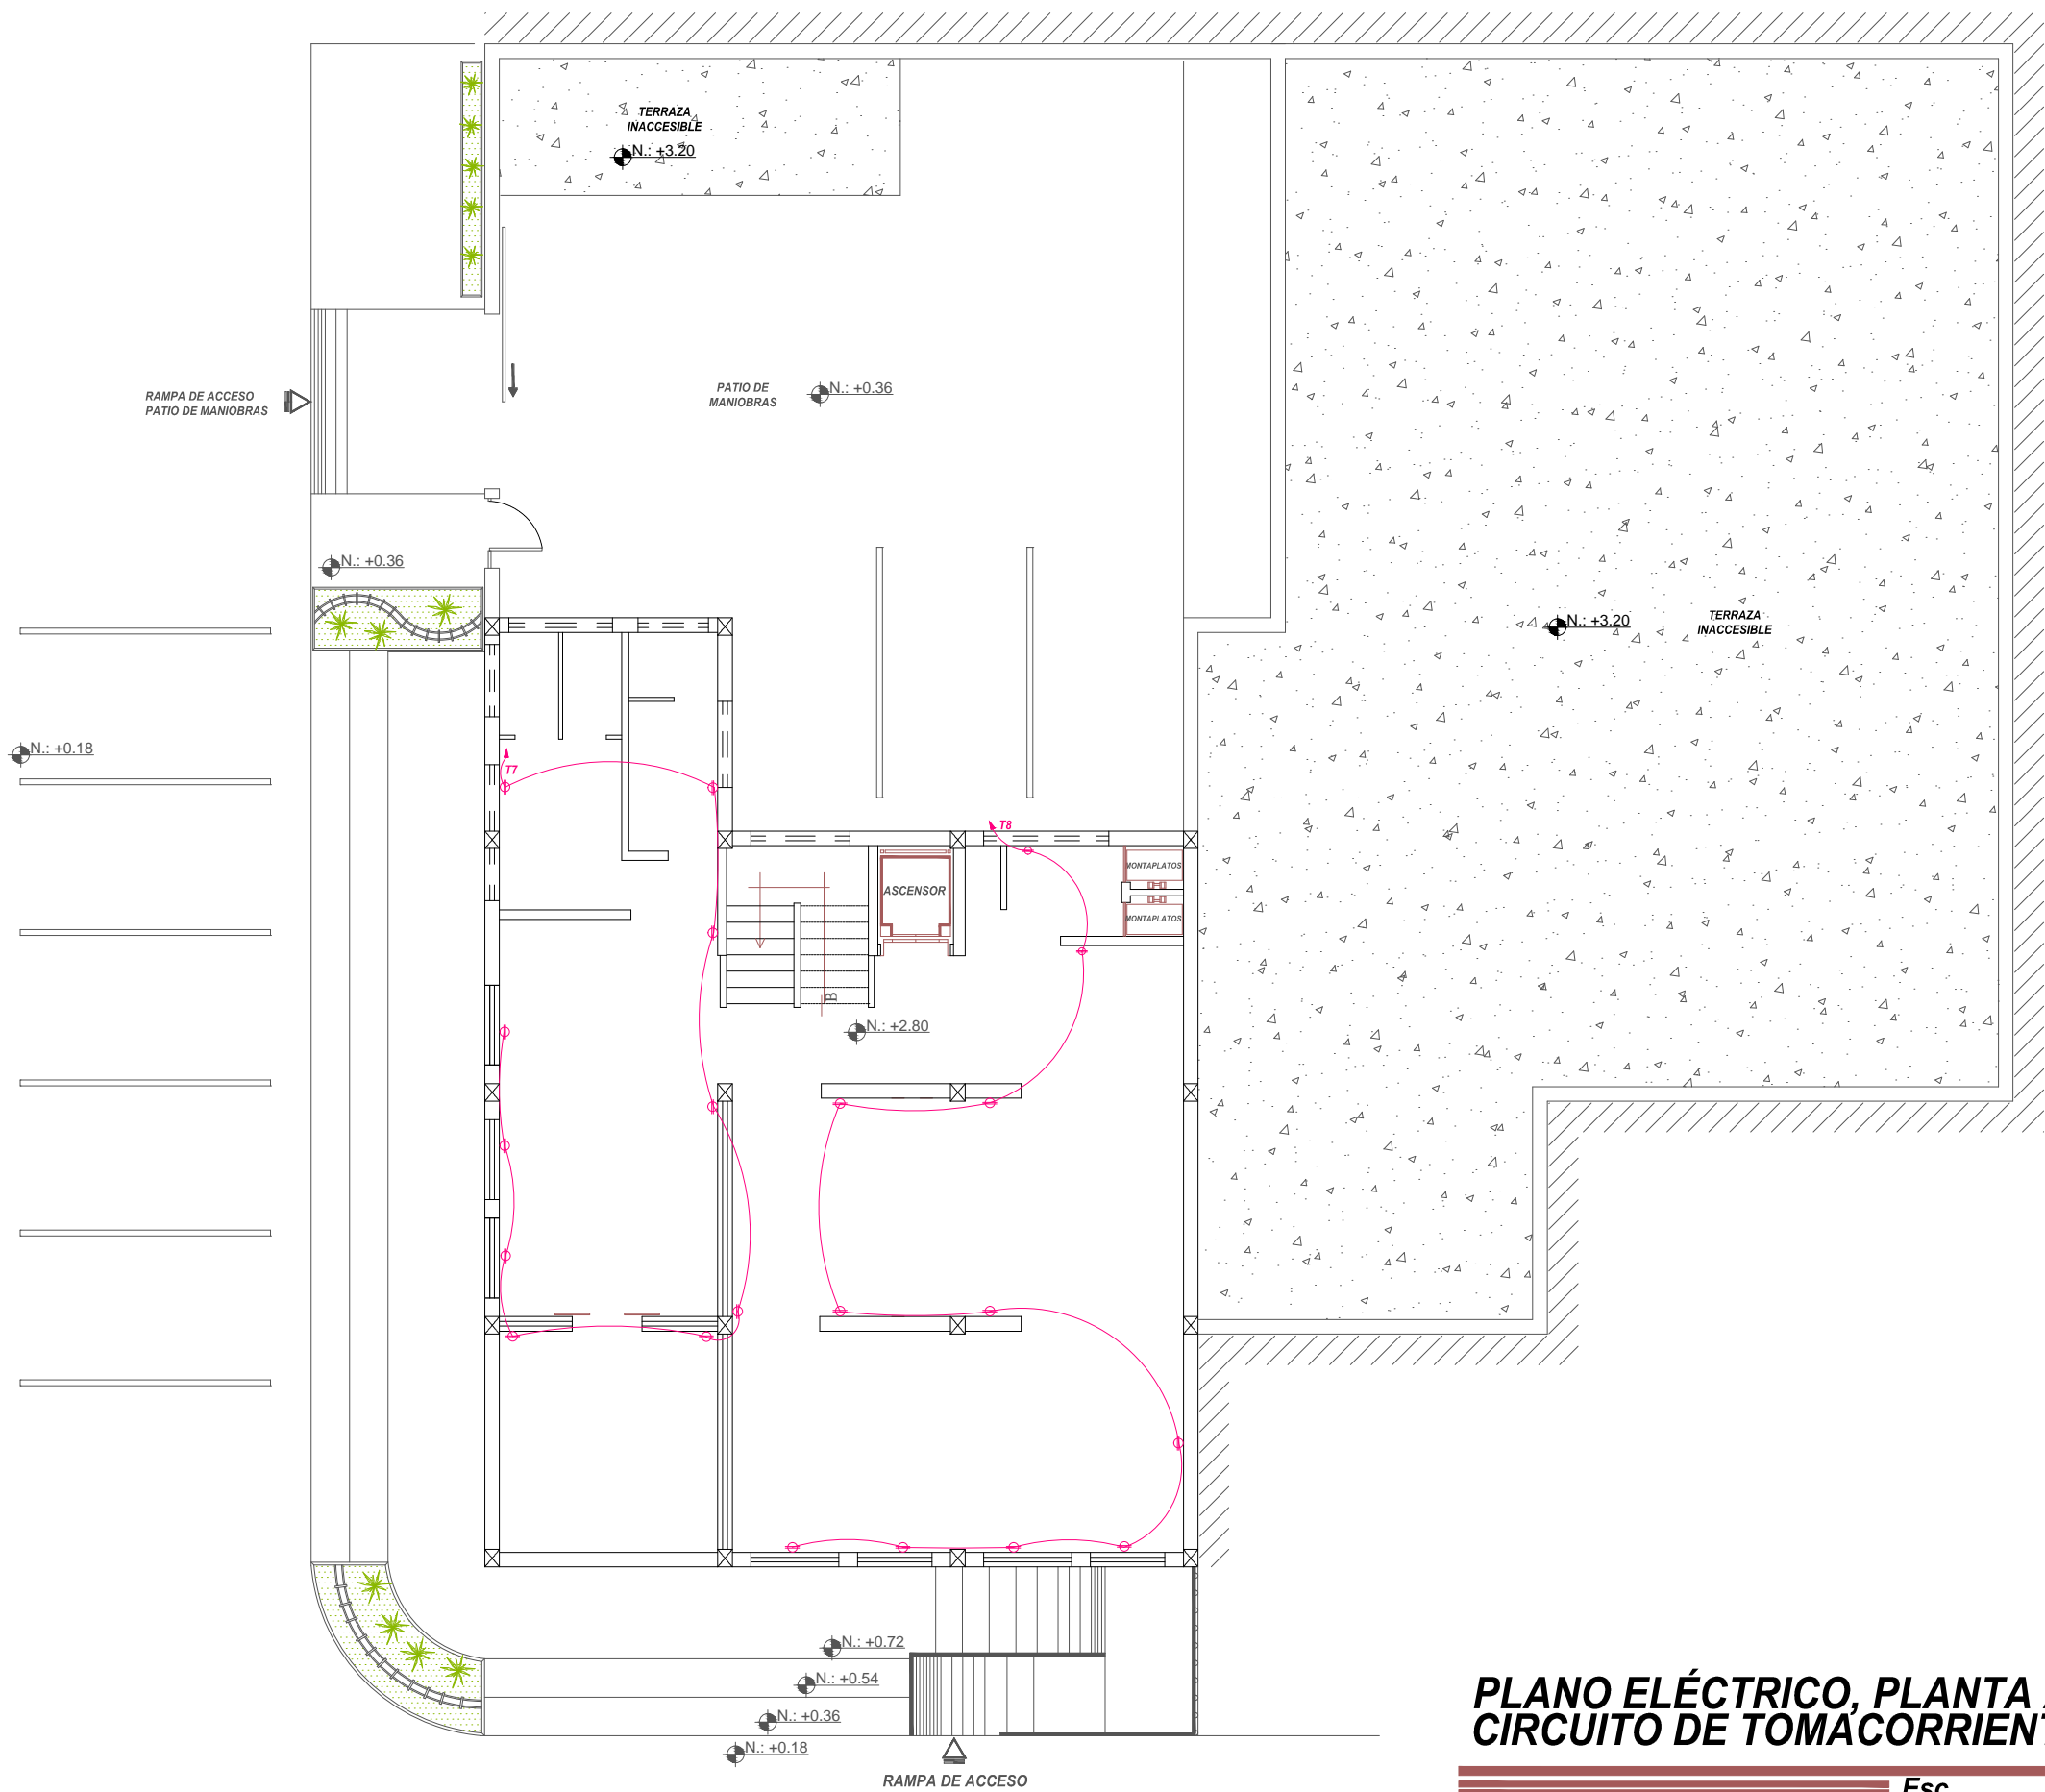 TERRAZA
INACCESIBLE
N.: +3.20
RAMPA DE ACCESO
PATIO DE MANIOBRAS
PATIO DE
MANIOBRAS
N.: +0.36
N.: +0.36
N.: +3.20
TERRAZA
INACCESIBLE
N.: +0.18
T7
T8
MONTAPLATOS
ASCENSOR
MONTAPLATOS
B
N.: +2.80
N.: +0.72
N.: +0.54
N.: +0.36
N.: +0.18
RAMPA DE ACCESO
PLANO ELÉCTRICO, PLANTA
CIRCUITO DE TOMACORRIENT
Esc